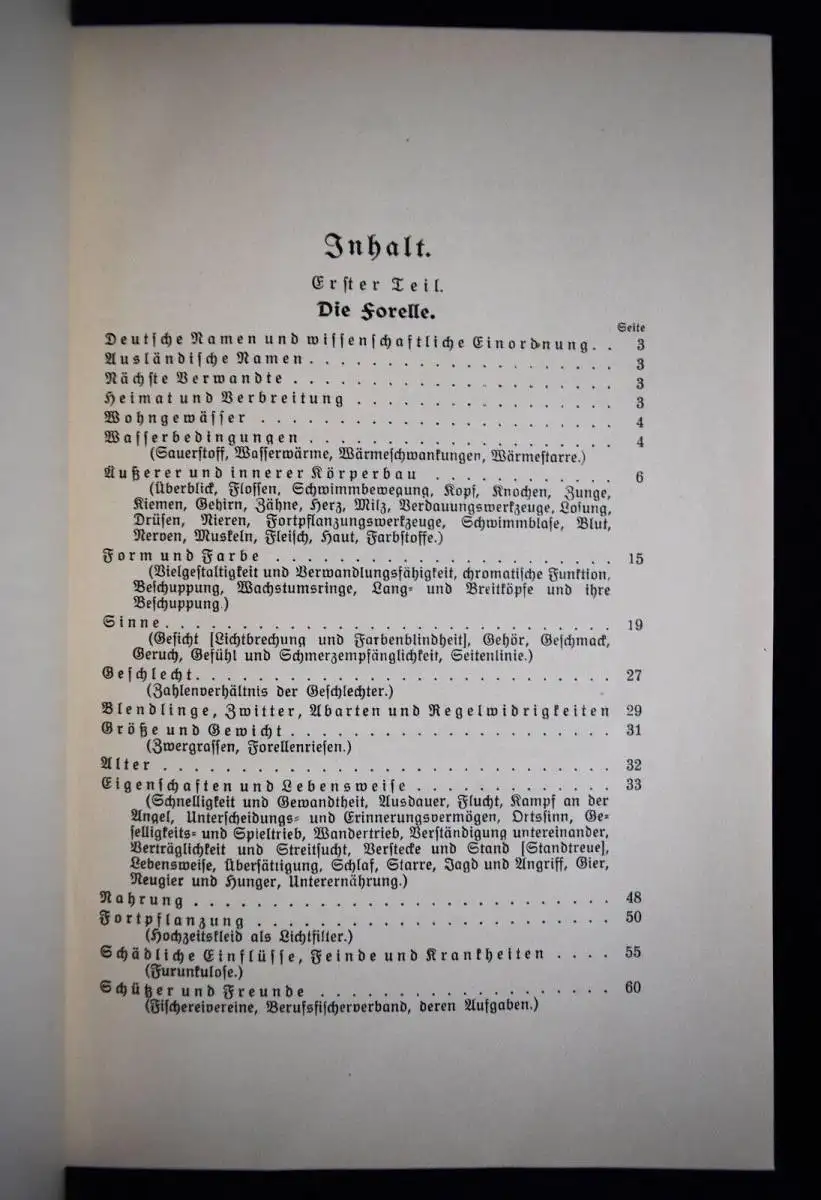 Inhalt.
Erster Teil.
Die Forelle.
Seite
Deutsche Namen und wissenschaftliche Einordnung. . 3
Ausländische Namen . . . . . . . . . . . . . . . . . . . . 3
Nächste Verwandte . . . . . . . . . . . . . . . . . . . . 3
Heimat und Verbreitung . . . . . . . . . . . . . . . . 3
Wohngewässer . . . . . . . . . . . . . . . . . . . . . . 4
Wasserbedingungen . . . . . . . . . . . . . . . . . . . 4
(Sauerstoff, Wasserwärme, Wärmeschwankungen, Wärmestarre.)
Äußerer und innerer Körperbau . . . . . . . . . . . 6
(Überblick, Flossen, Schwimmbewegung, Kopf, Knochen, Zunge,
Kiemen, Gehirn, Zähne, Herz, Milz, Verdauungswerkzeuge, Losung,
Drüsen, Nieren, Fortpflanzungswerkzeuge, Schwimmblase, Blut,
Nerven, Muskeln, Fleisch, Haut, Farbstoffe.)
Form und Farbe . . . . . . . . . . . . . . . . . . . . . 15
(Vielgestaltigkeit und Verwandlungsfähigkeit, chromatische Funktion,
Beschuppung, Wachstumsringe, Lang- und Breitköpfe und ihre
Beschuppung.)
Sinne . . . . . . . . . . . . . . . . . . . . . . . . . . . 19
(Gesicht [Lichtbrechung und Farbenblindheit], Gehör, Geschmack,
Geruch, Gefühl und Schmerzempfänglichkeit, Seitenlinie.)
Geschlecht . . . . . . . . . . . . . . . . . . . . . . . . 27
(Zahlenverhältnis der Geschlechter.)
Blendlinge, Zwitter, Abarten und Regelwidrigkeiten 29
Größe und Gewicht . . . . . . . . . . . . . . . . . . . 31
(Zwergrassen, Forellenriesen.)
Alter . . . . . . . . . . . . . . . . . . . . . . . . . . . 32
Eigenschaften und Lebensweise . . . . . . . . . . . . 33
(Schnelligkeit und Gewandtheit, Ausdauer, Flucht, Kampf an der
Angel, Unterscheidungs- und Erinnerungsvermögen, Ortssinn, Ge-
selligkeits- und Spieltrieb, Wandertrieb, Verständigung untereinander,
Verträglichkeit und Streitsucht, Verstecke und Stand [Standtreue],
Lebensweise, Übersättigung, Schlaf, Starre, Jagd und Angriff, Gier,
Neugier und Hunger, Unterernährung.)
Nahrung . . . . . . . . . . . . . . . . . . . . . . . . . 48
Fortpflanzung . . . . . . . . . . . . . . . . . . . . . . 50
(Hochzeitskleid als Lichtfilter.)
Schädliche Einflüsse, Feinde und Krankheiten . . . . 55
(Furunkulose.)
Schützer und Freunde . . . . . . . . . . . . . . . . . 60
(Fischereivereine, Berufsfischerverband, deren Aufgaben.)